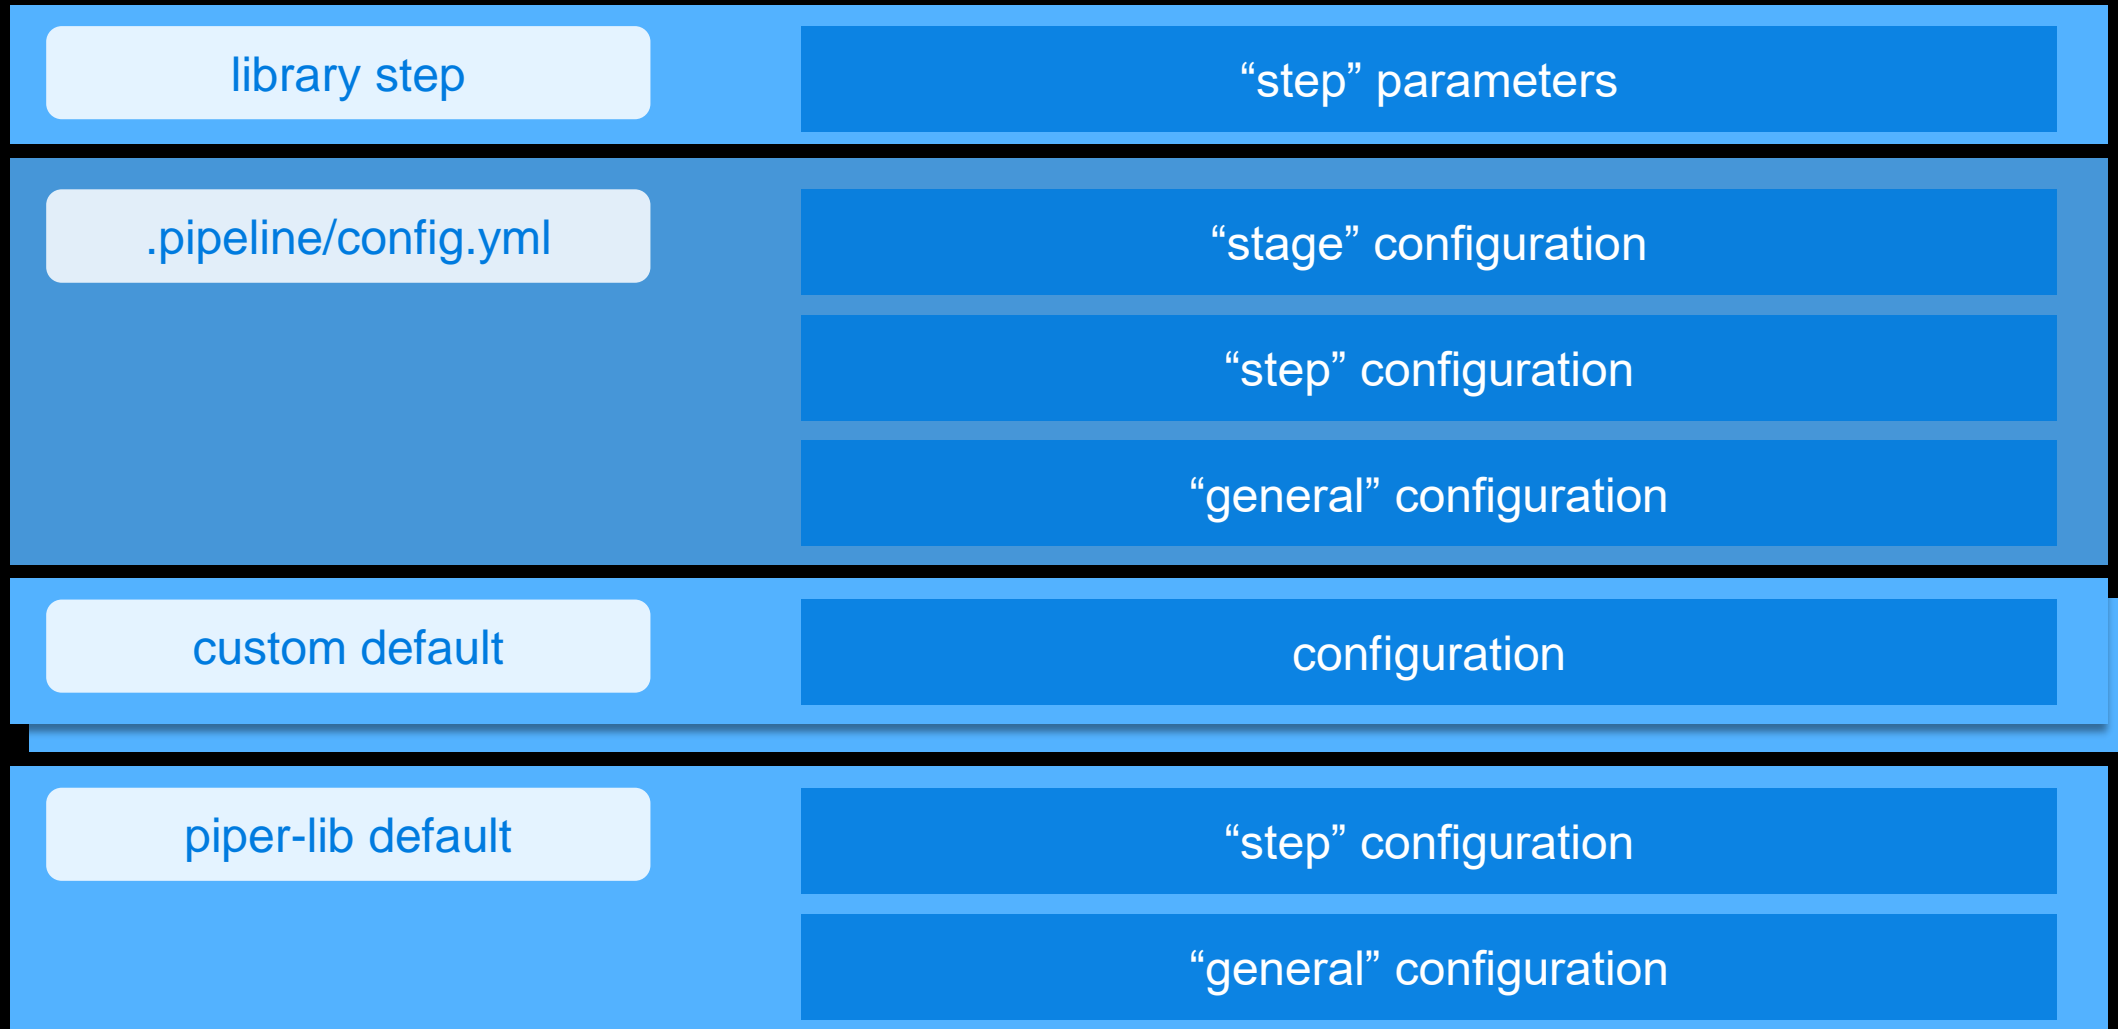 library step
“step” parameters
.pipeline/config.yml
“stage” configuration
“step” configuration
“general” configuration
custom default
configuration
piper-lib default
“step” configuration
“general” configuration